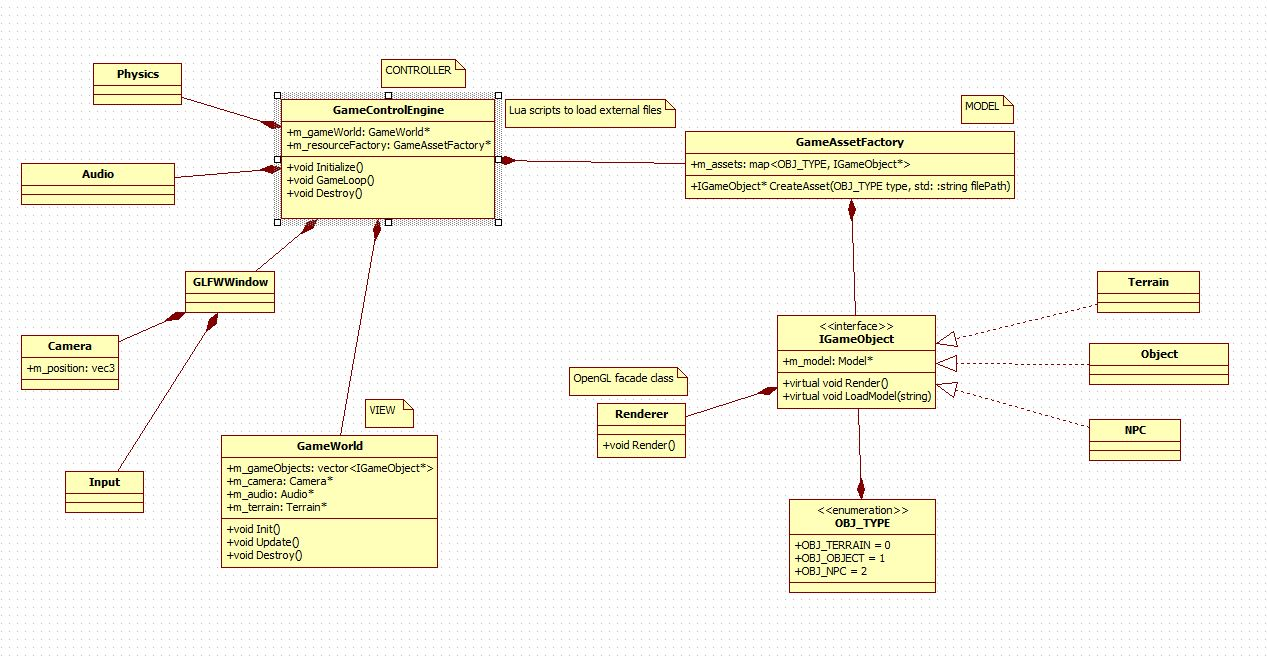 Physics
CONTROLLER
GameControlEngine
+m_gameWorld: GameWorld*
+m_resourceFactory: GameAssetFactory*
+void Initialize()
+void GameLoop()
+void Destroy()
Lua scripts to load external files
MODEL
GameAssetFactory
+m_assets: map<OBJ_TYPE, IGameObject*>
+IGameObject* CreateAsset(OBJ_TYPE type, std: :string filePath)
Audio
GLFWWindow
Camera
+m_position: vec3
Input
VIEW
GameWorld
+m_gameObjects: vector<IGameObject*>
+m_camera: Camera*
+m_audio: Audio*
+m_terrain: Terrain*
+void Init()
+void Update()
+void Destroy()
<<interface>>
IGameObject
+m_model: Model*
+virtual void Render()
+virtual void LoadModel(string)
Terrain
Object
NPC
OpenGL facade class
Renderer
+void Render()
<<enumeration>>
OBJ_TYPE
+OBJ_TERRAIN = 0
+OBJ_OBJECT = 1
+OBJ_NPC = 2